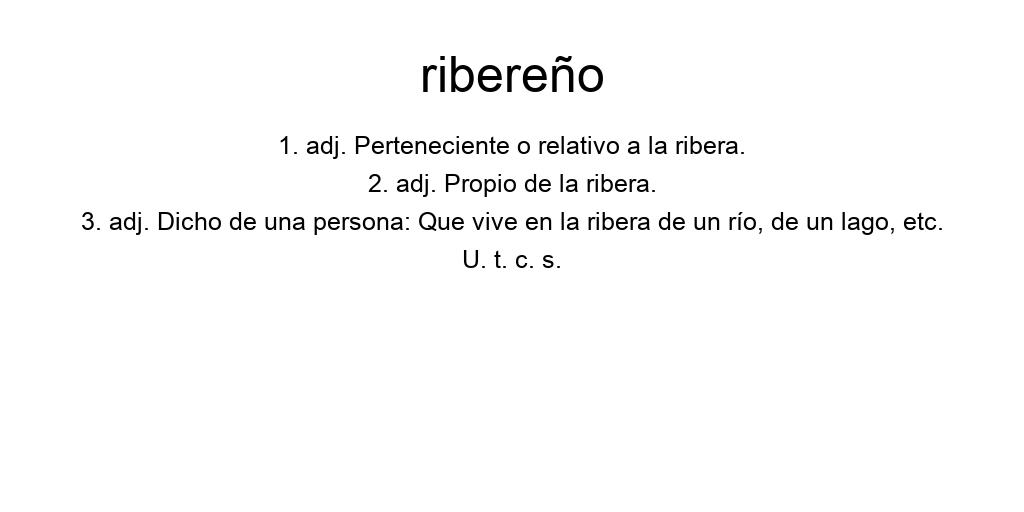 ribereño
1. adj. Perteneciente o relativo a la ribera.
2. adj. Propio de la ribera.
3. adj. Dicho de una persona: Que vive en la ribera de un río, de un lago, etc.
U. t. c. s.